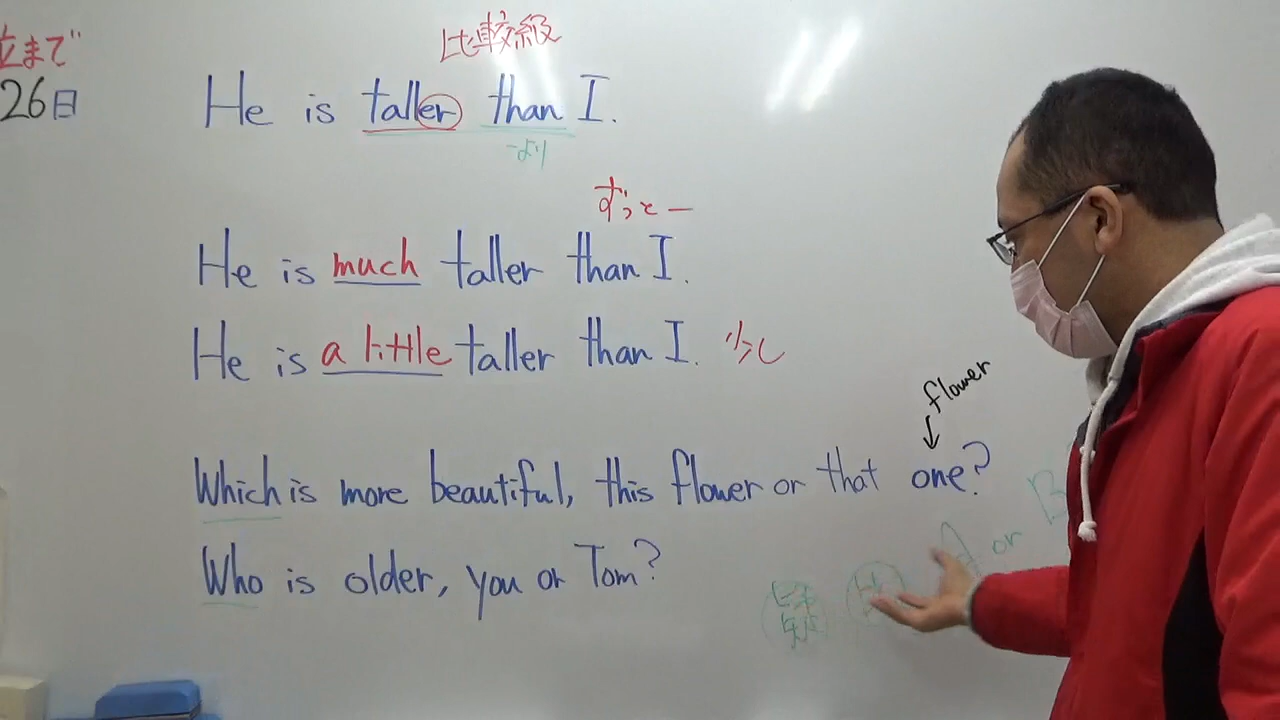 立まで
26日
比較級
He is taller than I.
~より
ずっとー
He is much taller than I.
He is a little taller than I. 少し
flower
↓
Which is more beautiful, this flower or that one?
Who is older, you or Tom?
A or B